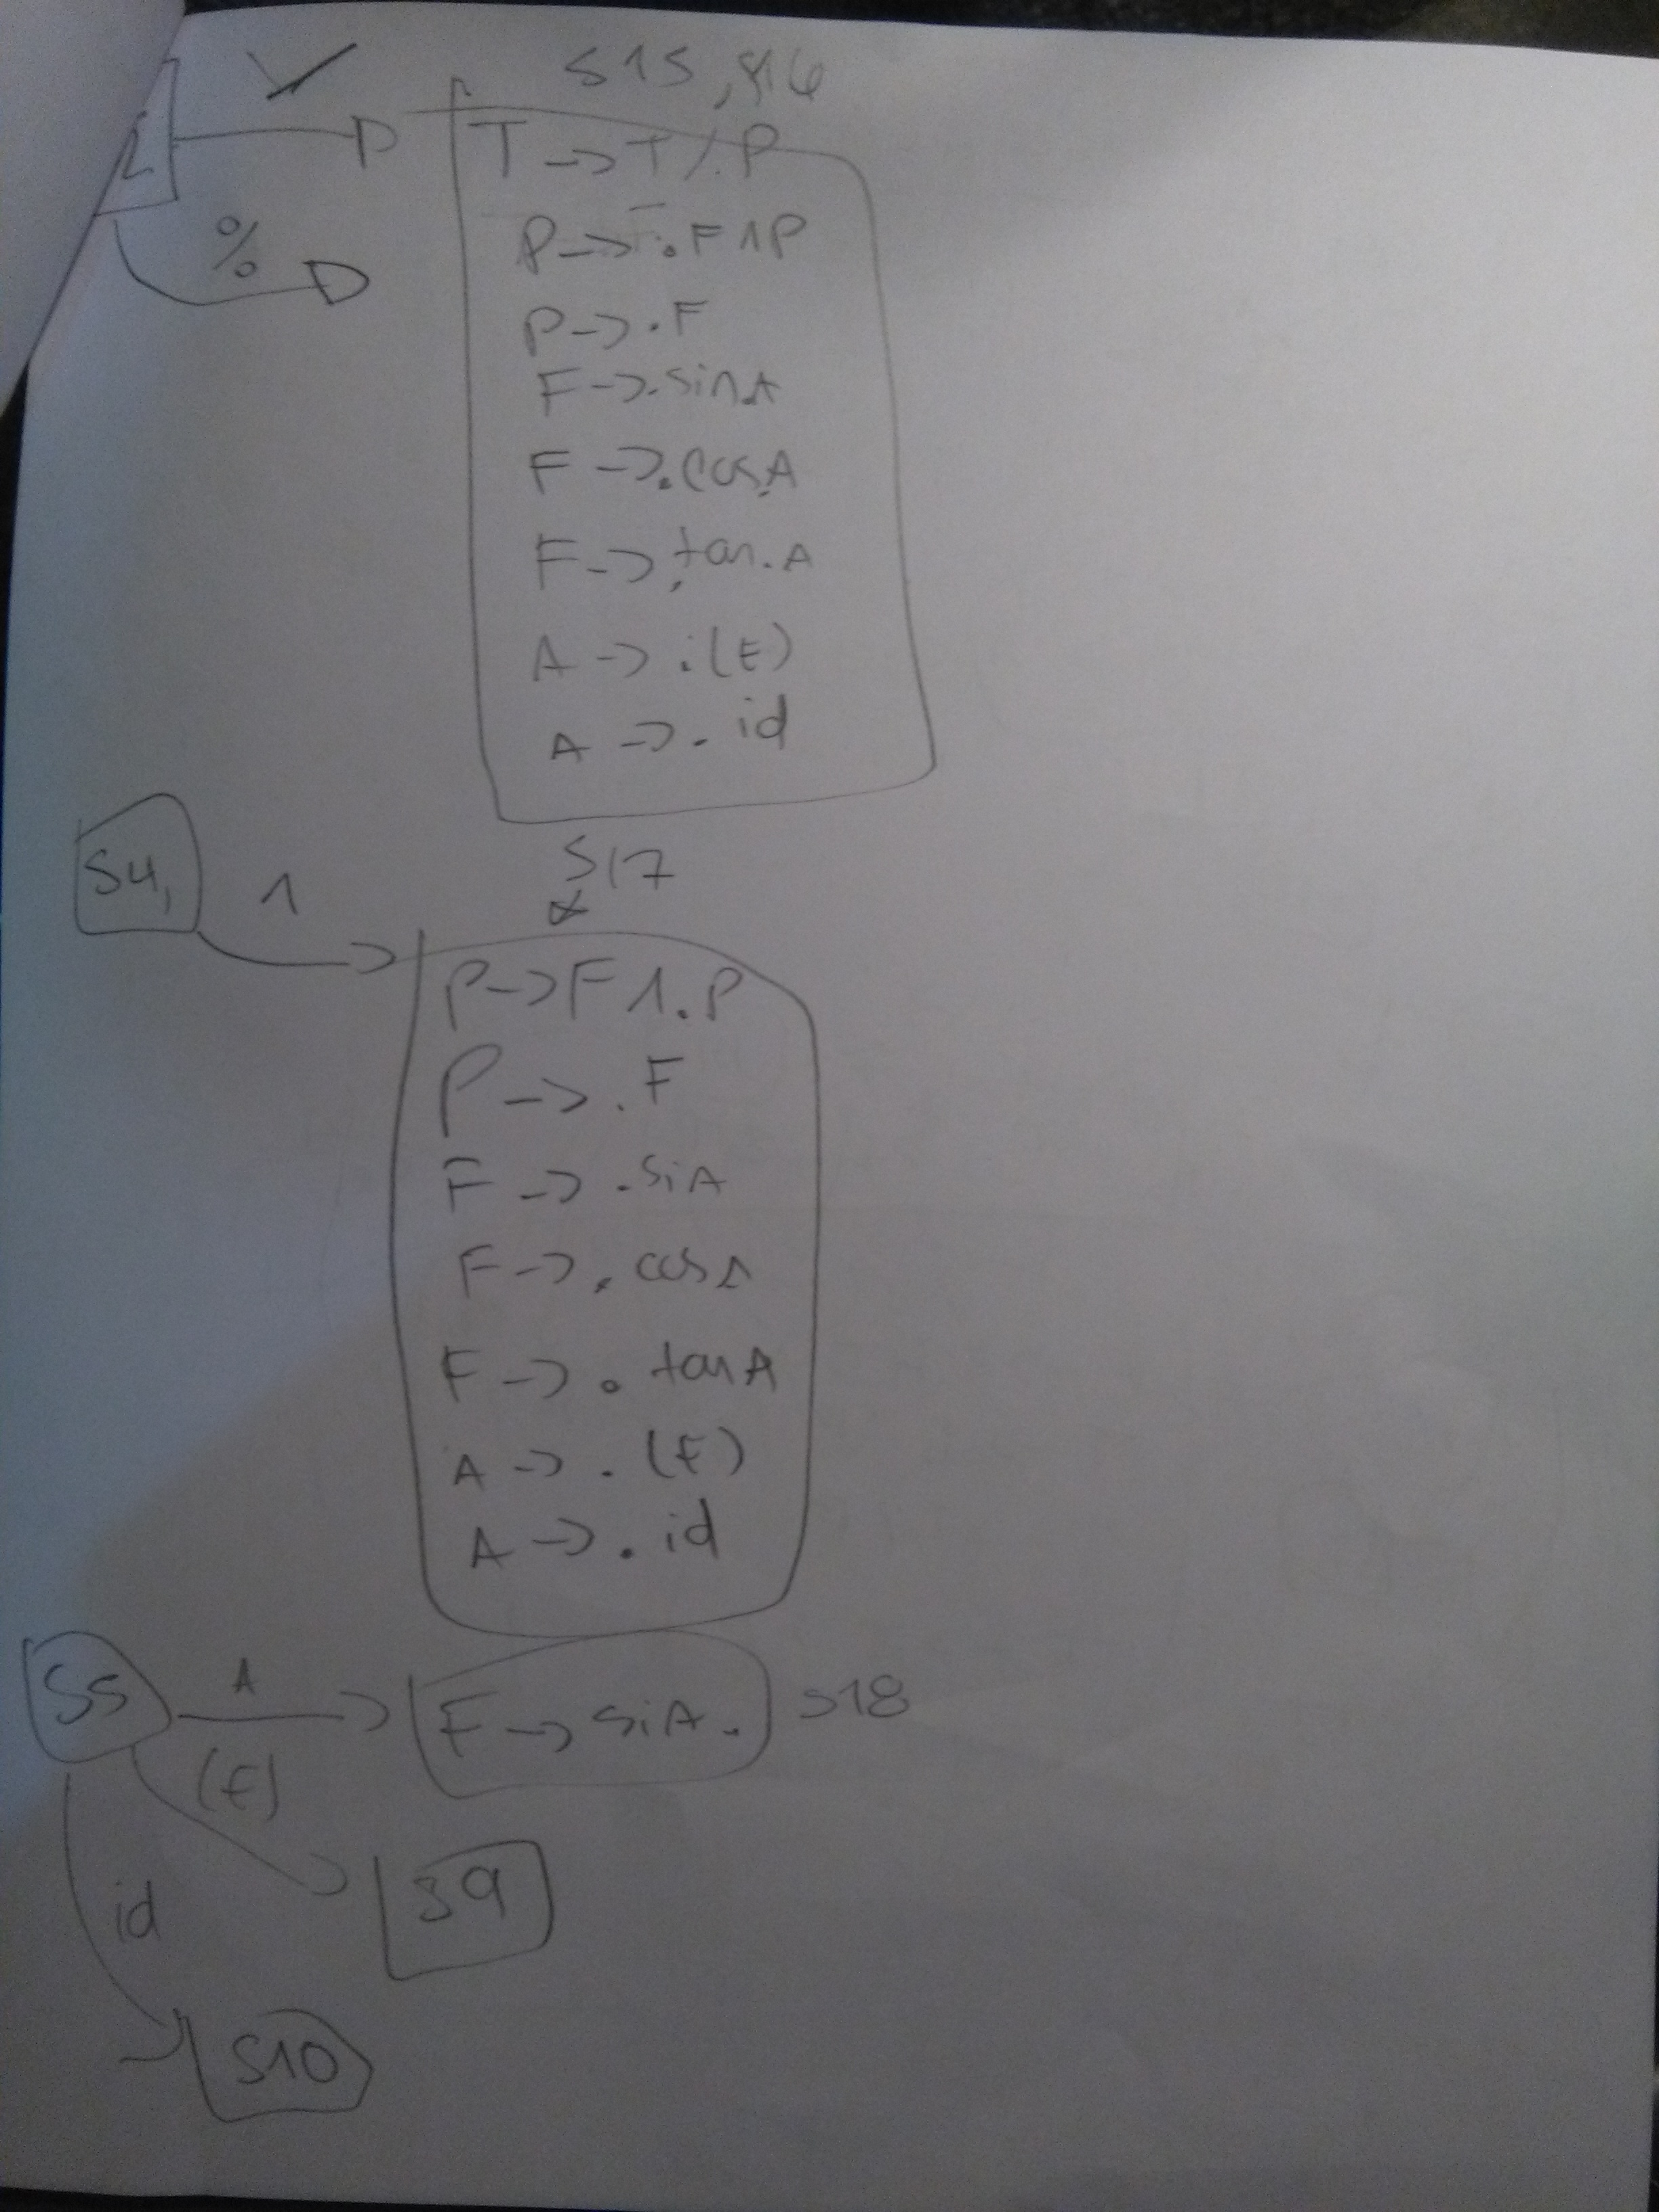 S15, S16
T -> T /. P
P -> . F ^ P
%
P -> . F
F -> . sin A
F -> . cos A
F -> . tan . A
A -> . (E)
A -> . id
S17
S4,
^
P -> F ^ . P
P -> . F
F -> . si A
F -> . cos A
F -> . tan A
A -> . (E)
A -> . id
S5
A
F -> si A .
S18
(E)
S9
id
S10